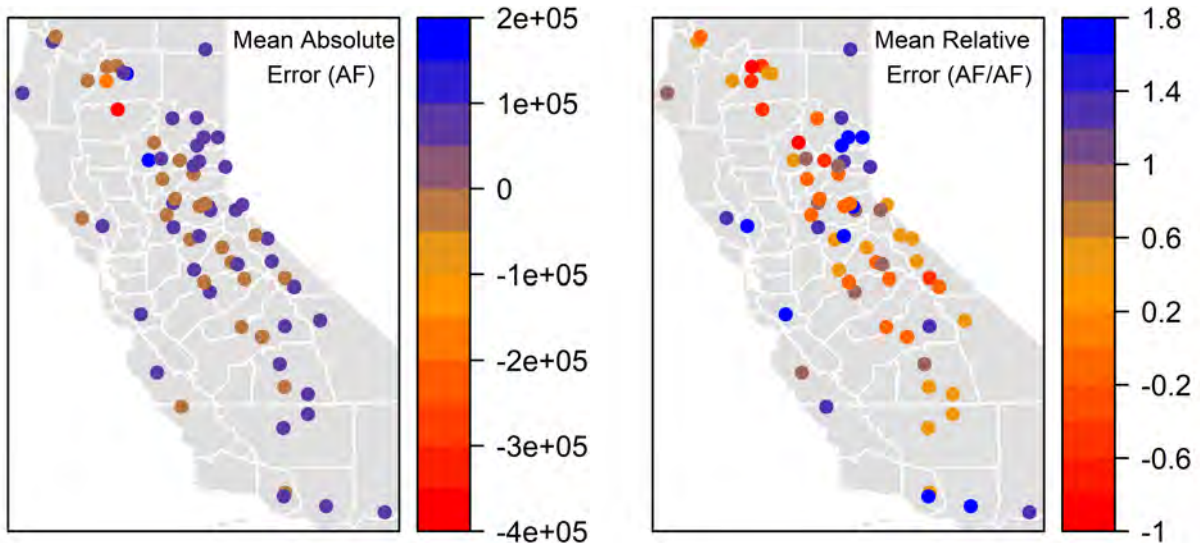 Mean Absolute
Error (AF)
2e+05
1e+05
0
-1e+05
-2e+05
-3e+05
-4e+05
Mean Relative
Error (AF/AF)
1.8
1.4
1
0.6
0.2
-0.2
-0.6
-1